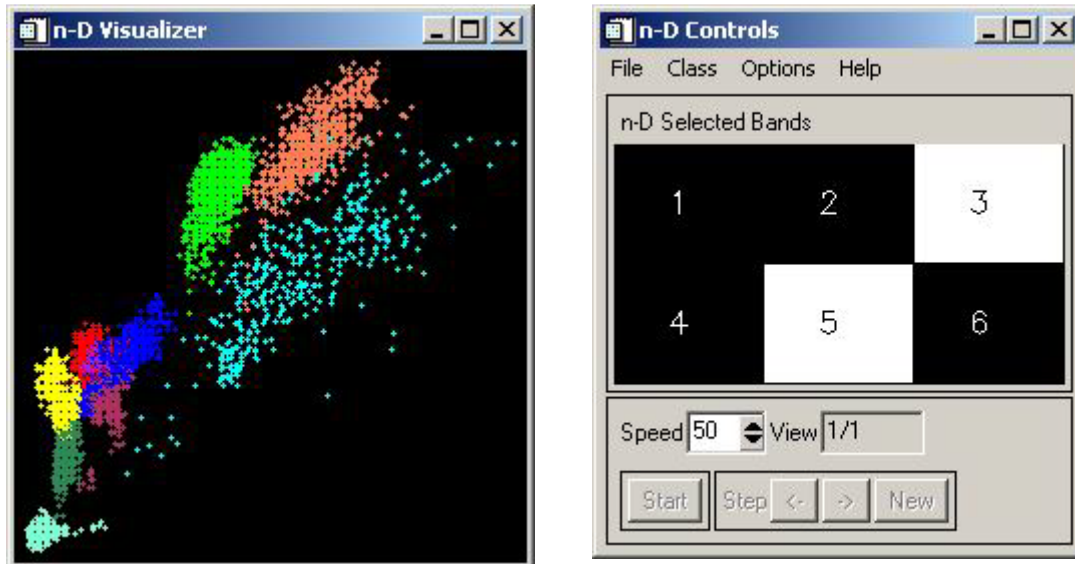 n-D Visualizer
n-D Controls
File Class Options Help
n-D Selected Bands
1 2 3
4 5 6
Speed 50 View 1/1
Start Step <- -> New